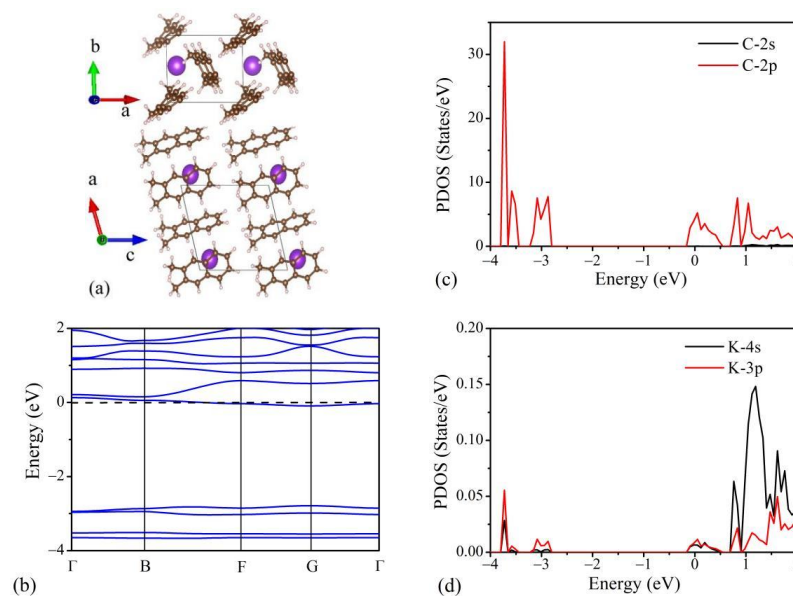 b
a
a
c
(a)
C-2s
C-2p
PDOS (States/eV)
30
20
10
0
−4 −3 −2 −1 0 1 2
Energy (eV)
(c)
Energy (eV)
2
0
−2
−4
Γ B F G Γ
(b)
K-4s
K-3p
PDOS (States/eV)
0.20
0.15
0.10
0.05
0.00
−4 −3 −2 −1 0 1 2
Energy (eV)
(d)